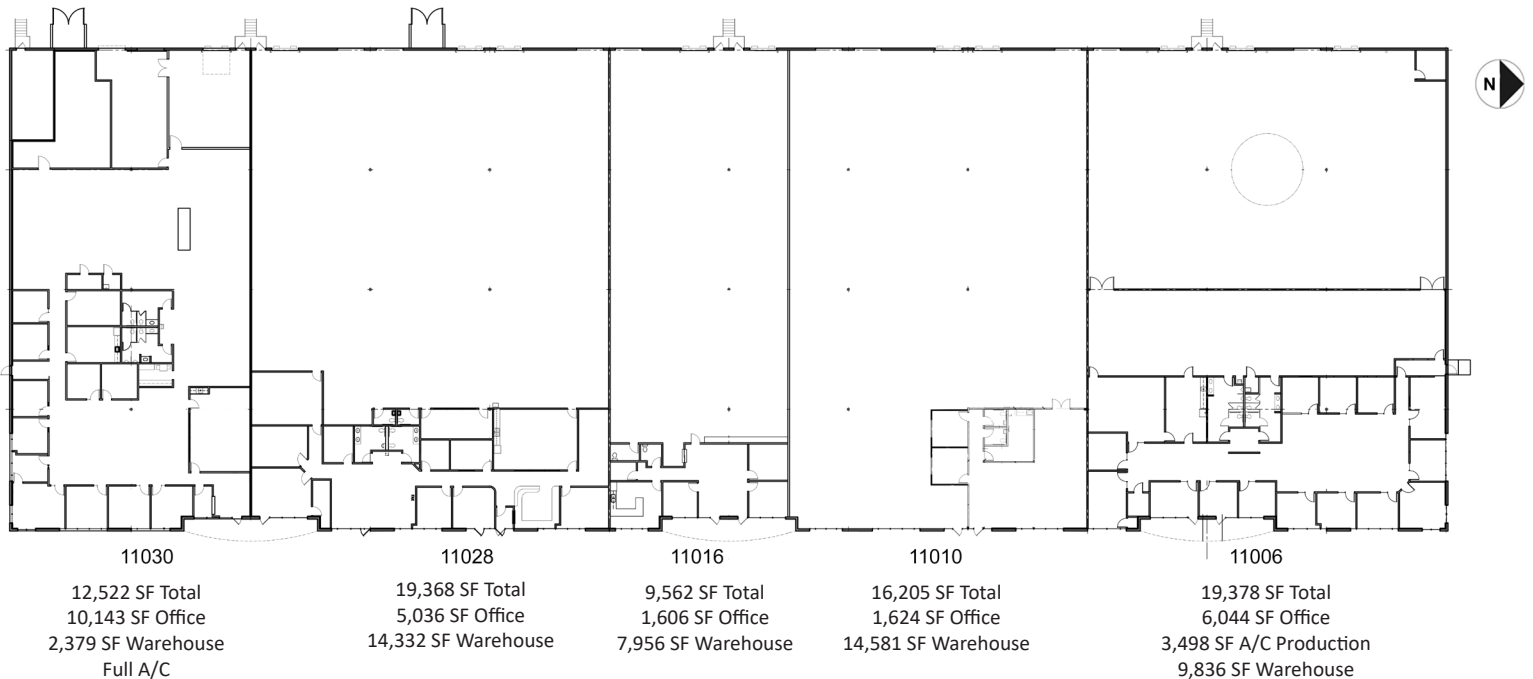 N
11030
12,522 SF Total
10,143 SF Office
2,379 SF Warehouse
Full A/C
11028
19,368 SF Total
5,036 SF Office
14,332 SF Warehouse
11016
9,562 SF Total
1,606 SF Office
7,956 SF Warehouse
11010
16,205 SF Total
1,624 SF Office
14,581 SF Warehouse
11006
19,378 SF Total
6,044 SF Office
3,498 SF A/C Production
9,836 SF Warehouse